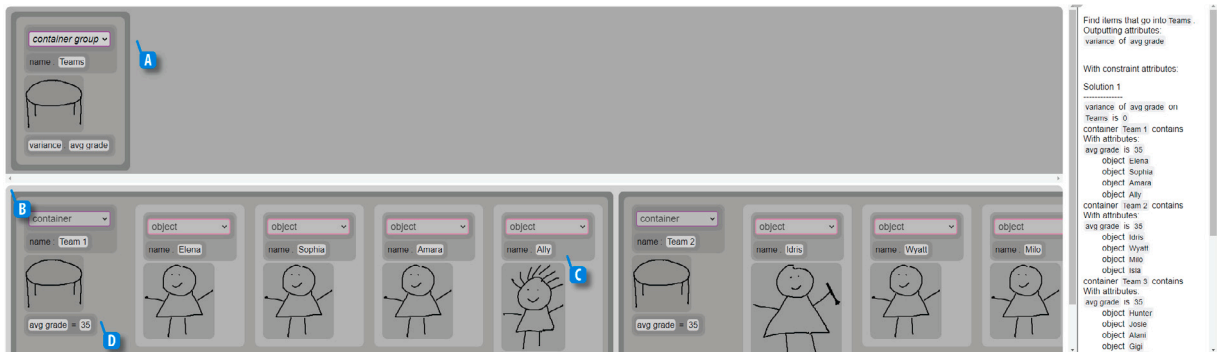 container group
name : Teams
variance avg grade
A
B
container
name : Team 1
avg grade = 35
D
object
name : Elena
object
name : Sophia
object
name : Amara
object
name : Ally
C
container
name : Team 2
avg grade = 35
object
name : Idris
object
name : Wyatt
object
name : Milo
Find items that go into Teams .
Outputting attributes:
variance of avg grade
With constraint attributes:
Solution 1
--------------
variance of avg grade on
Teams is 0
container Team 1 contains
With attributes:
avg grade is 35
object Elena
object Sophia
object Amara
object Ally
container Team 2 contains
With attributes:
avg grade is 35
object Idris
object Wyatt
object Milo
object Isla
container Team 3 contains
With attributes:
avg grade is 35
object Hunter
object Josie
object Alani
object Gigi